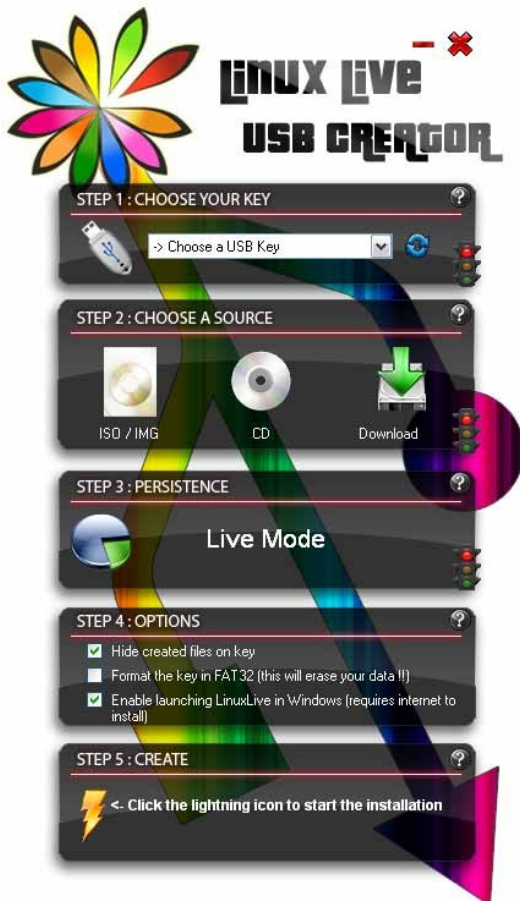 Linux Live
USB Creator
STEP 1 : CHOOSE YOUR KEY
?
-> Choose a USB Key
STEP 2 : CHOOSE A SOURCE
?
ISO / IMG
CD
Download
STEP 3 : PERSISTENCE
?
Live Mode
STEP 4 : OPTIONS
?
Hide created files on key
Format the key in FAT32 (this will erase your data !!)
Enable launching LinuxLive in Windows (requires internet to
install)
STEP 5 : CREATE
?
<- Click the lightning icon to start the installation